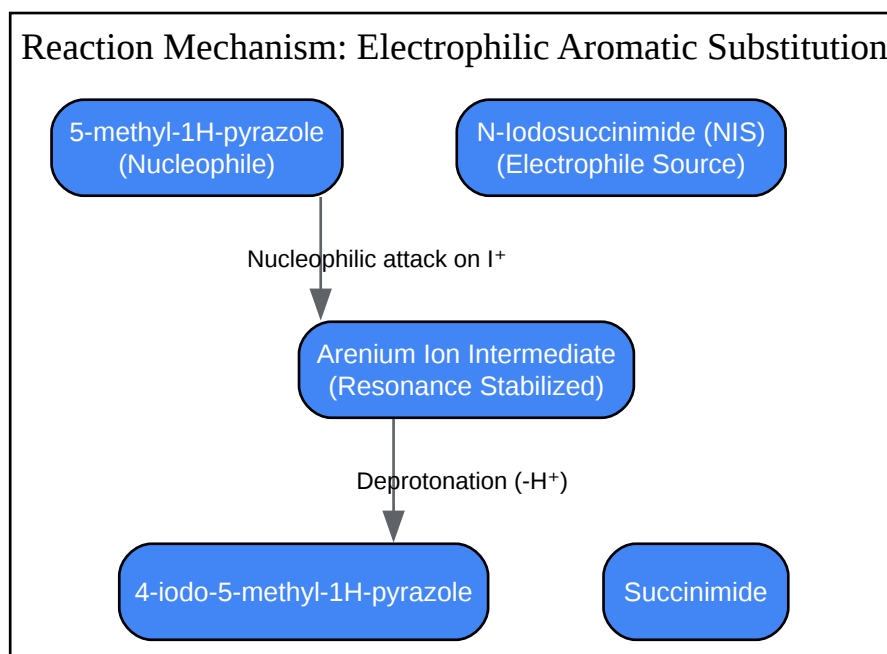 Reaction Mechanism: Electrophilic Aromatic Substitution
5-methyl-1H-pyrazole
(Nucleophile)
N-Iodosuccinimide (NIS)
(Electrophile Source)
Nucleophilic attack on I⁺
Arenium Ion Intermediate
(Resonance Stabilized)
Deprotonation (-H⁺)
4-iodo-5-methyl-1H-pyrazole
Succinimide